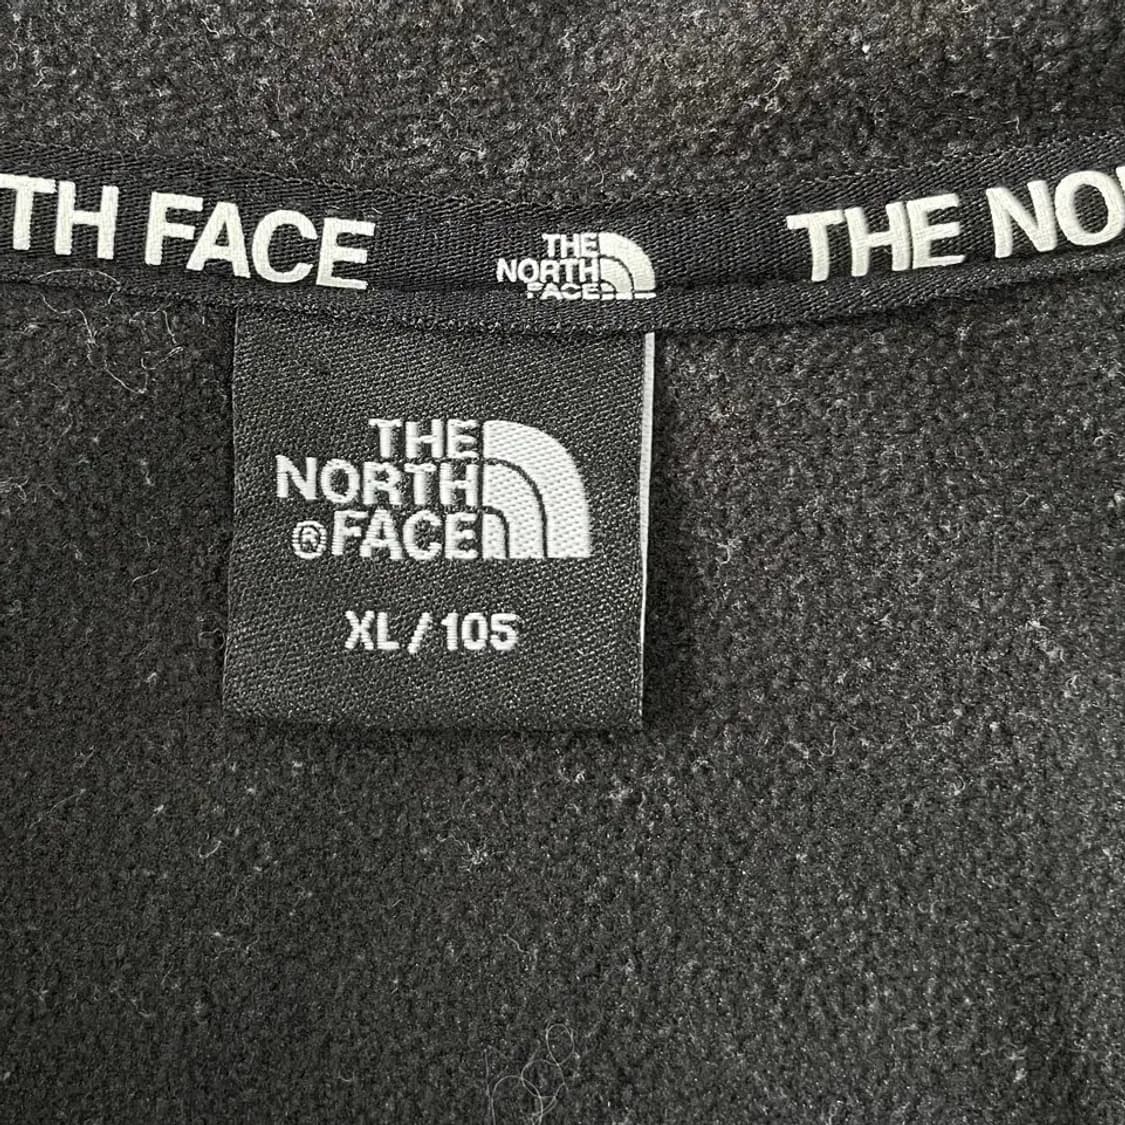 TH FACE
THE
NORTH
FACE
THE NO
THE
NORTH
®FACE
XL/105